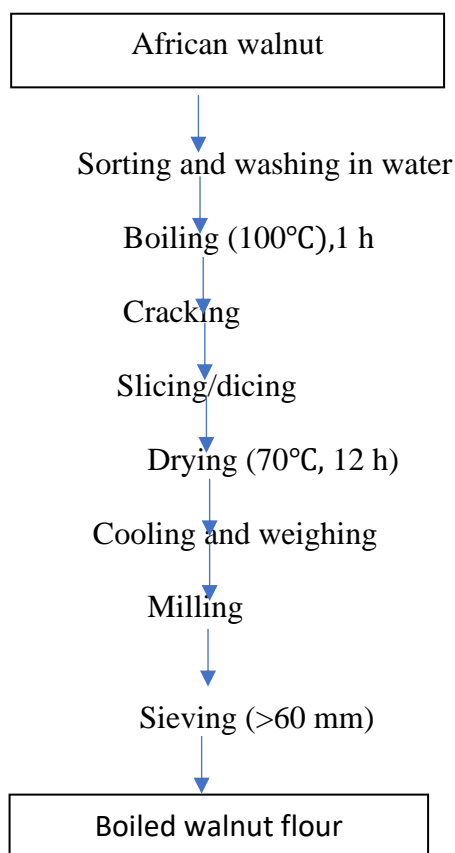 African walnut
Sorting and washing in water
Boiling (100℃),1 h
Cracking
Slicing/dicing
Drying (70℃, 12 h)
Cooling and weighing
Milling
Sieving (>60 mm)
Boiled walnut flour